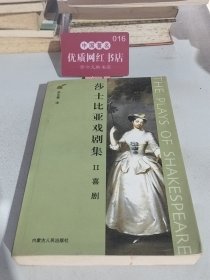 016
优质网红书店
莎士比亚戏剧集
II 喜剧
THE PLAYS OF SHAKESPEARE
内蒙古人民出版社